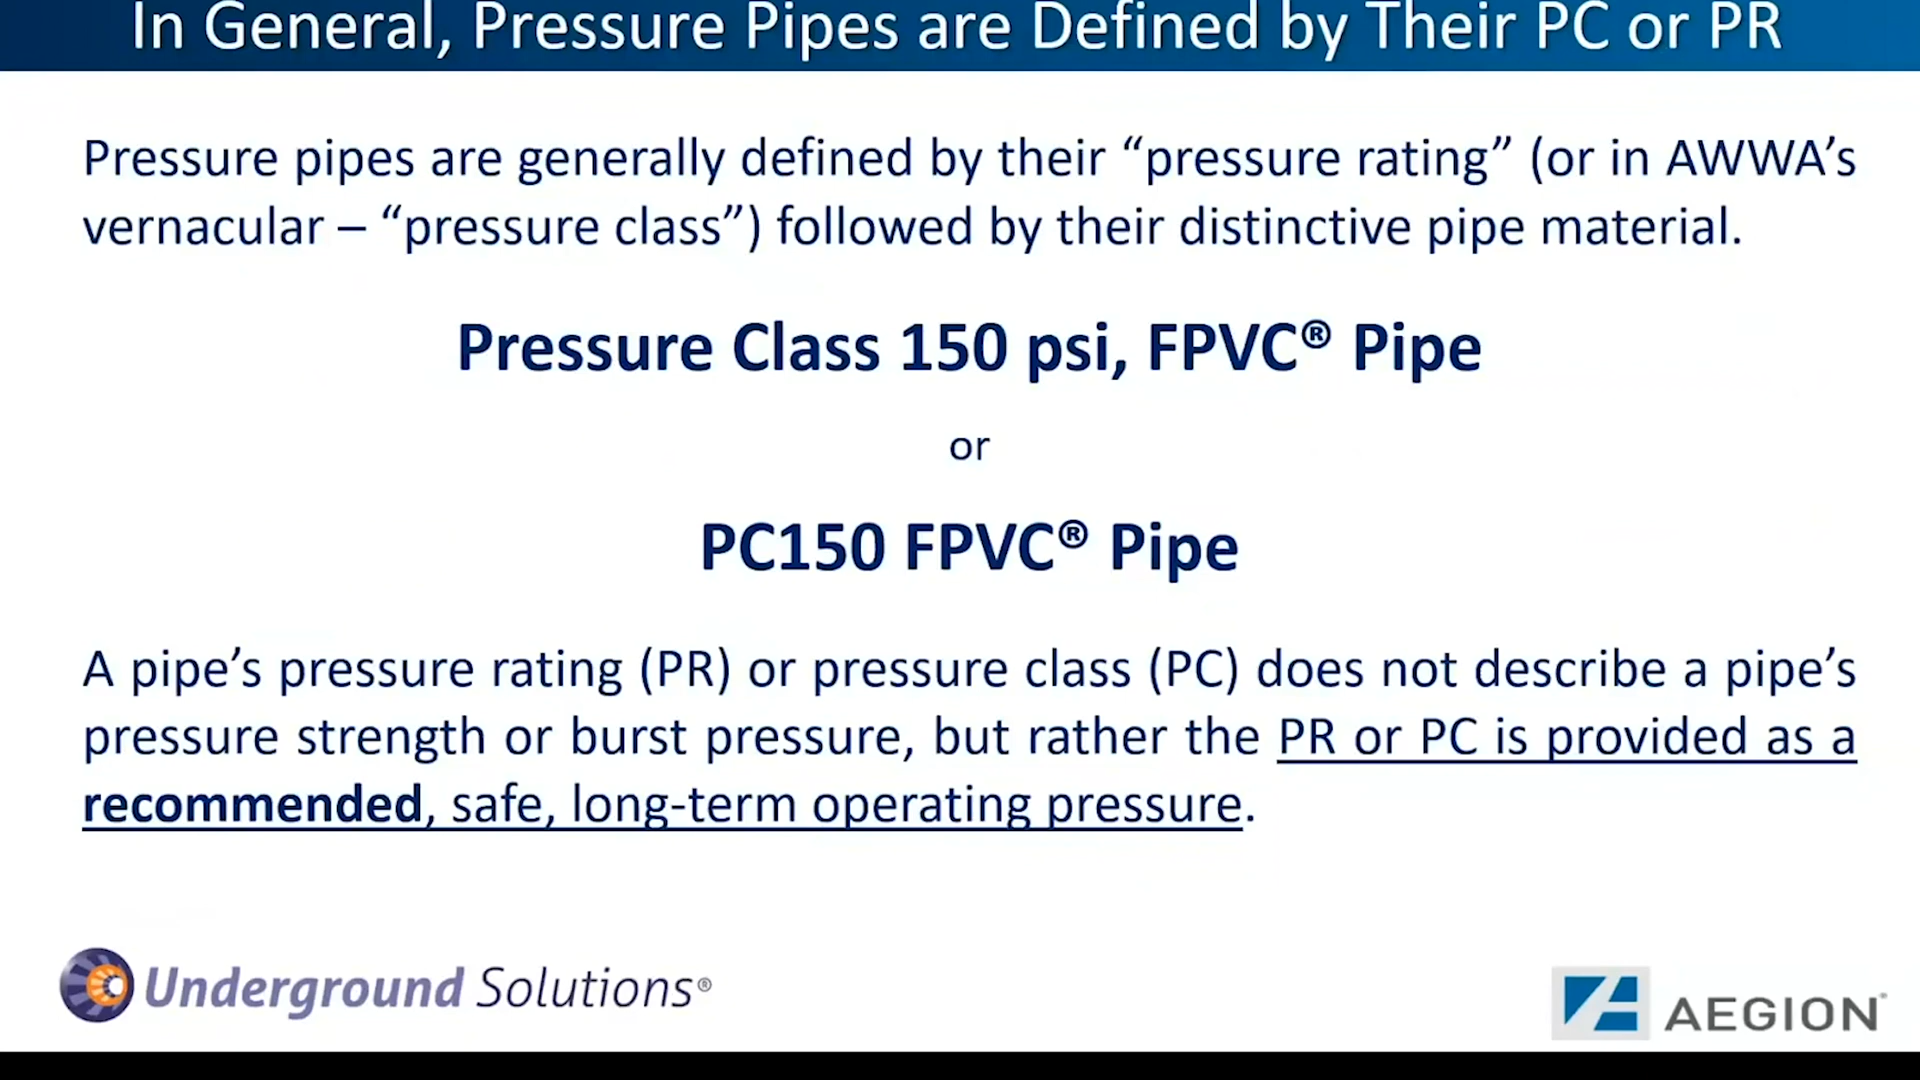 In General, Pressure Pipes are Defined by Their PC or PR
Pressure pipes are generally defined by their “pressure rating” (or in AWWA’s
vernacular – “pressure class”) followed by their distinctive pipe material.
Pressure Class 150 psi, FPVC® Pipe
or
PC150 FPVC® Pipe
A pipe’s pressure rating (PR) or pressure class (PC) does not describe a pipe’s
pressure strength or burst pressure, but rather the PR or PC is provided as a
recommended, safe, long-term operating pressure.
Underground Solutions®
AEGION®